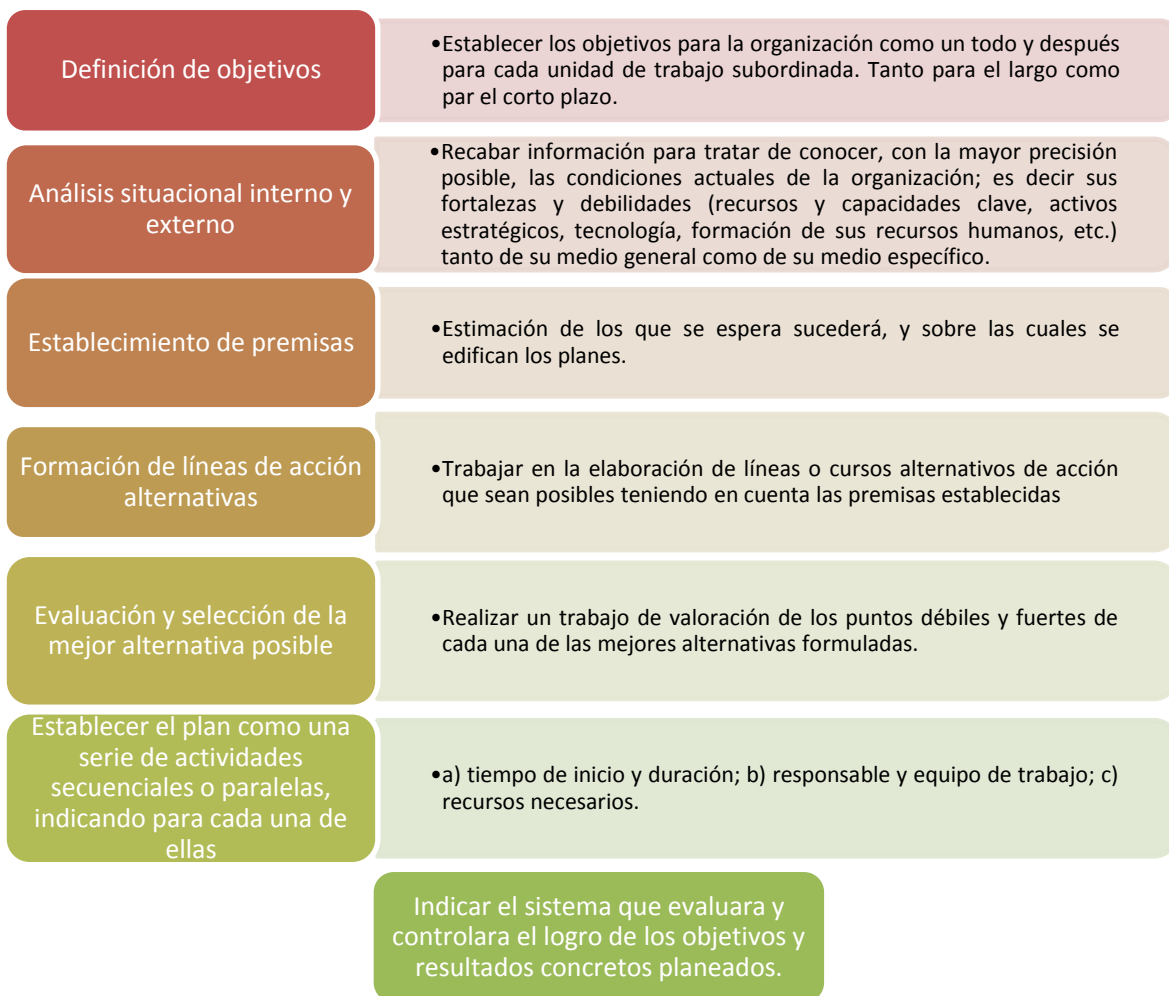 Definición de objetivos
•Establecer los objetivos para la organización como un todo y después
para cada unidad de trabajo subordinada. Tanto para el largo como
par el corto plazo.
Análisis situacional interno y
externo
•Recabar información para tratar de conocer, con la mayor precisión
posible, las condiciones actuales de la organización; es decir sus
fortalezas y debilidades (recursos y capacidades clave, activos
estratégicos, tecnología, formación de sus recursos humanos, etc.)
tanto de su medio general como de su medio específico.
Establecimiento de premisas
•Estimación de los que se espera sucederá, y sobre las cuales se
edifican los planes.
Formación de líneas de acción
alternativas
•Trabajar en la elaboración de líneas o cursos alternativos de acción
que sean posibles teniendo en cuenta las premisas establecidas
Evaluación y selección de la
mejor alternativa posible
•Realizar un trabajo de valoración de los puntos débiles y fuertes de
cada una de las mejores alternativas formuladas.
Establecer el plan como una
serie de actividades
secuenciales o paralelas,
indicando para cada una de
ellas
•a) tiempo de inicio y duración; b) responsable y equipo de trabajo; c)
recursos necesarios.
Indicar el sistema que evaluara y
controlara el logro de los objetivos y
resultados concretos planeados.